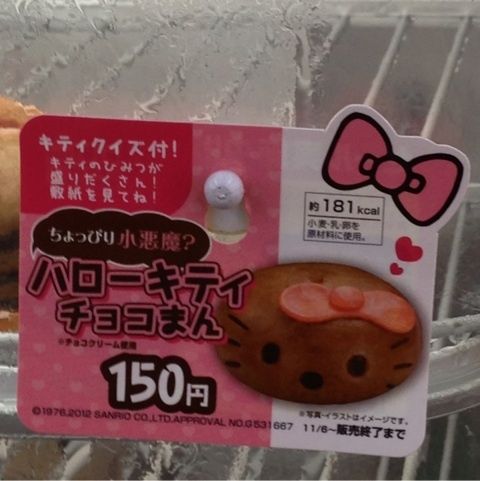 キティクイズ付!
キティのひみつが
盛りだくさん!
敷紙を見てね!
約181kcal
小麦・乳・卵を
原材料に使用。
ちょっぴり小悪魔?
ハローキティ
チョコまん
※チョコクリーム使用
150円
©1976,2012 SANRIO CO.,LTD.APPROVAL NO.G531667
※写真・イラストはイメージです。
11/6〜販売終了まで